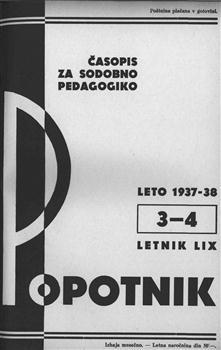 Poštnina plačana v gotovini.
ČASOPIS
ZA SODOBNO
PEDAGOGIKO
LETO 1937-38
3—4
LETNIK LIX
POPOTNIK
Izhaja mesečno. — Letna naročnina din 50·—.